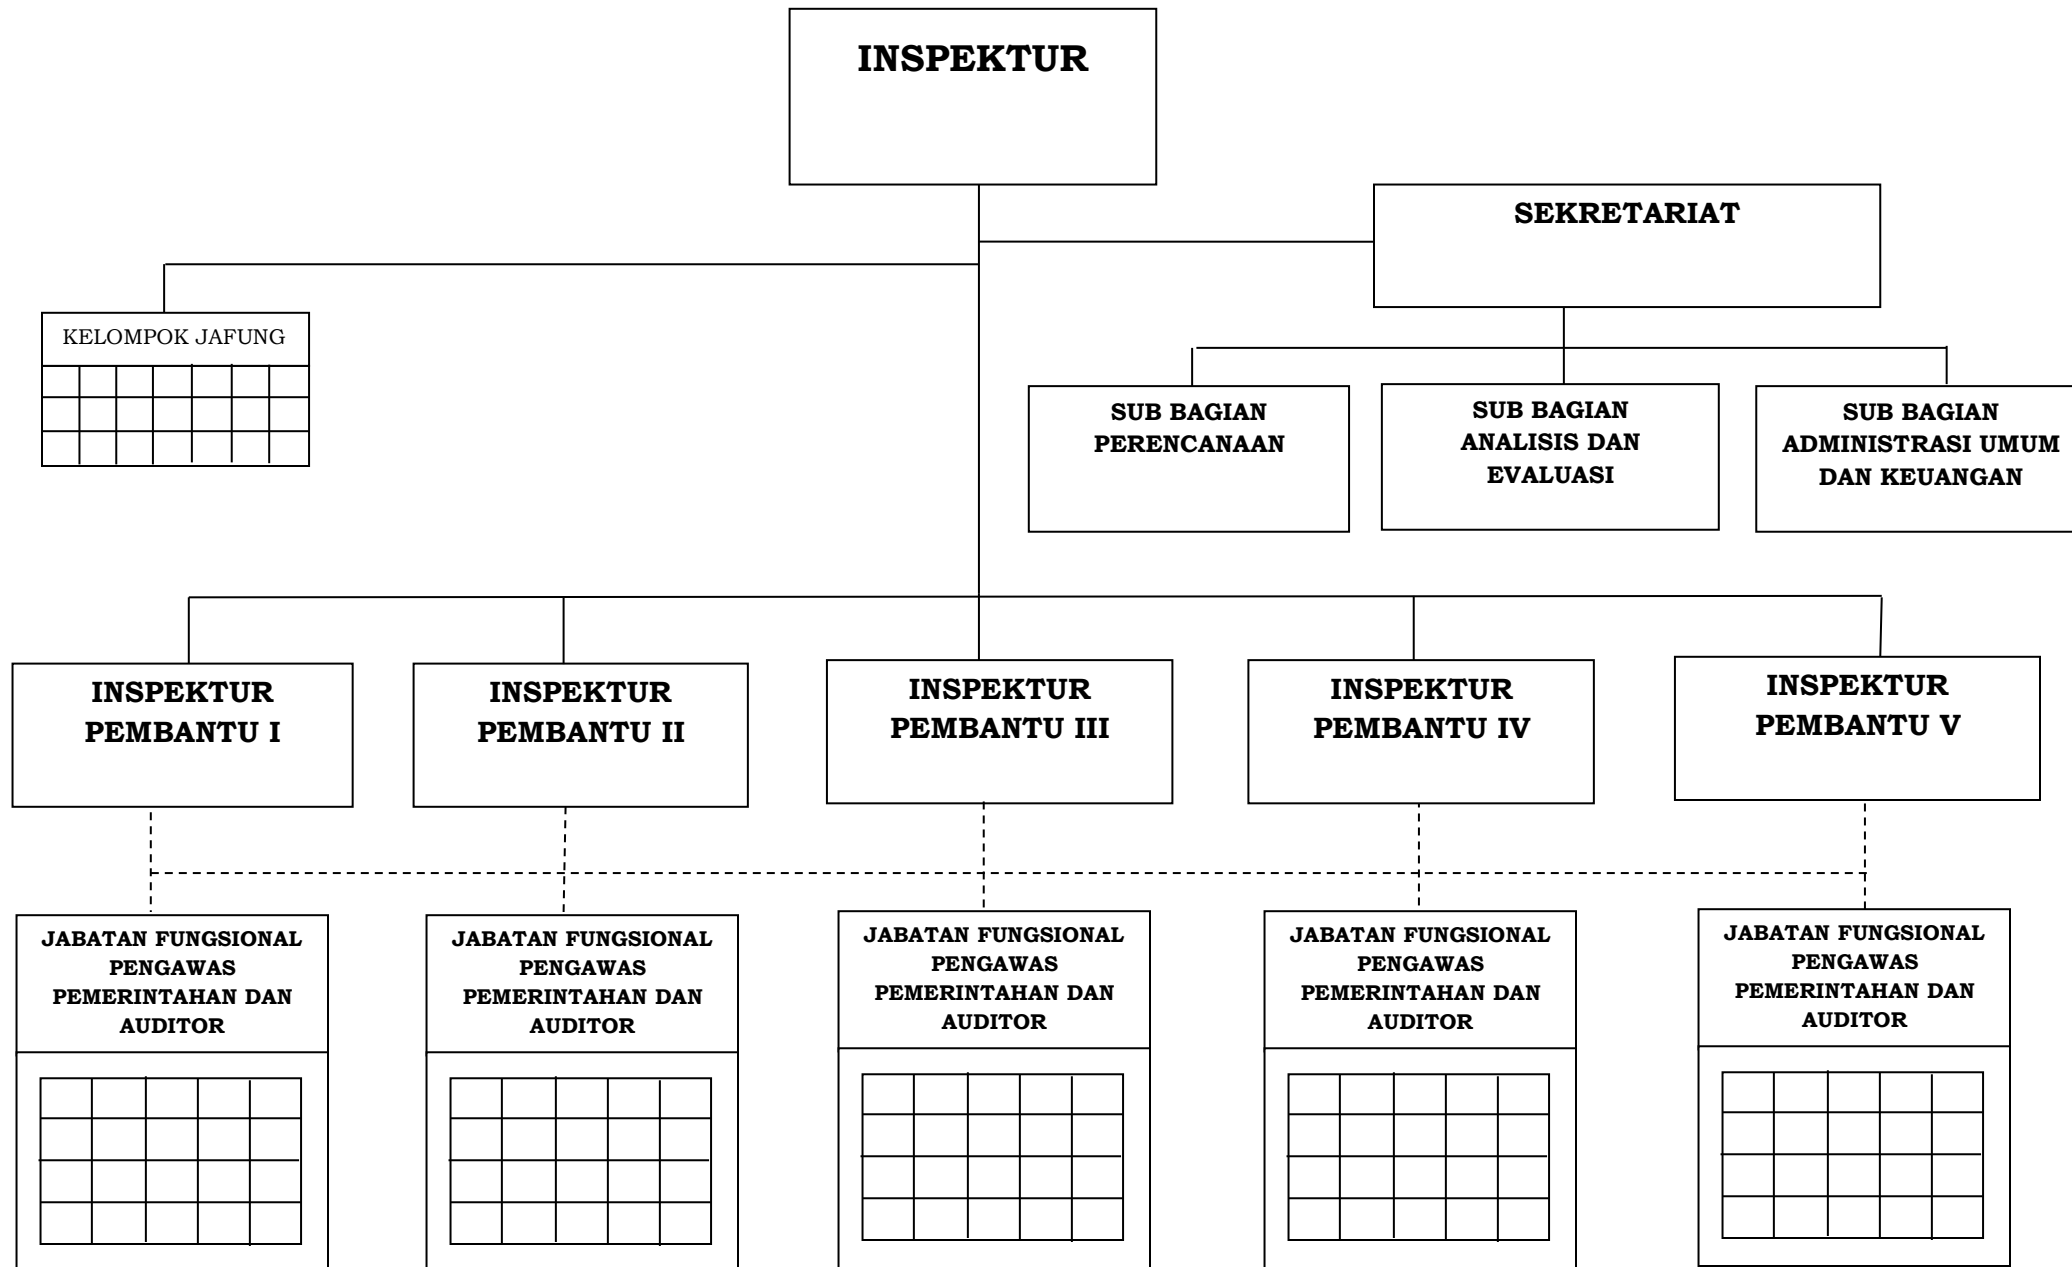 INSPEKTUR
SEKRETARIAT
KELOMPOK JAFUNG
SUB BAGIAN
PERENCANAAN
SUB BAGIAN
ANALISIS DAN
EVALUASI
SUB BAGIAN
ADMINISTRASI UMUM
DAN KEUANGAN
INSPEKTUR
PEMBANTU I
INSPEKTUR
PEMBANTU II
INSPEKTUR
PEMBANTU III
INSPEKTUR
PEMBANTU IV
INSPEKTUR
PEMBANTU V
JABATAN FUNGSIONAL
PENGAWAS
PEMERINTAHAN DAN
AUDITOR
JABATAN FUNGSIONAL
PENGAWAS
PEMERINTAHAN DAN
AUDITOR
JABATAN FUNGSIONAL
PENGAWAS
PEMERINTAHAN DAN
AUDITOR
JABATAN FUNGSIONAL
PENGAWAS
PEMERINTAHAN DAN
AUDITOR
JABATAN FUNGSIONAL
PENGAWAS
PEMERINTAHAN DAN
AUDITOR